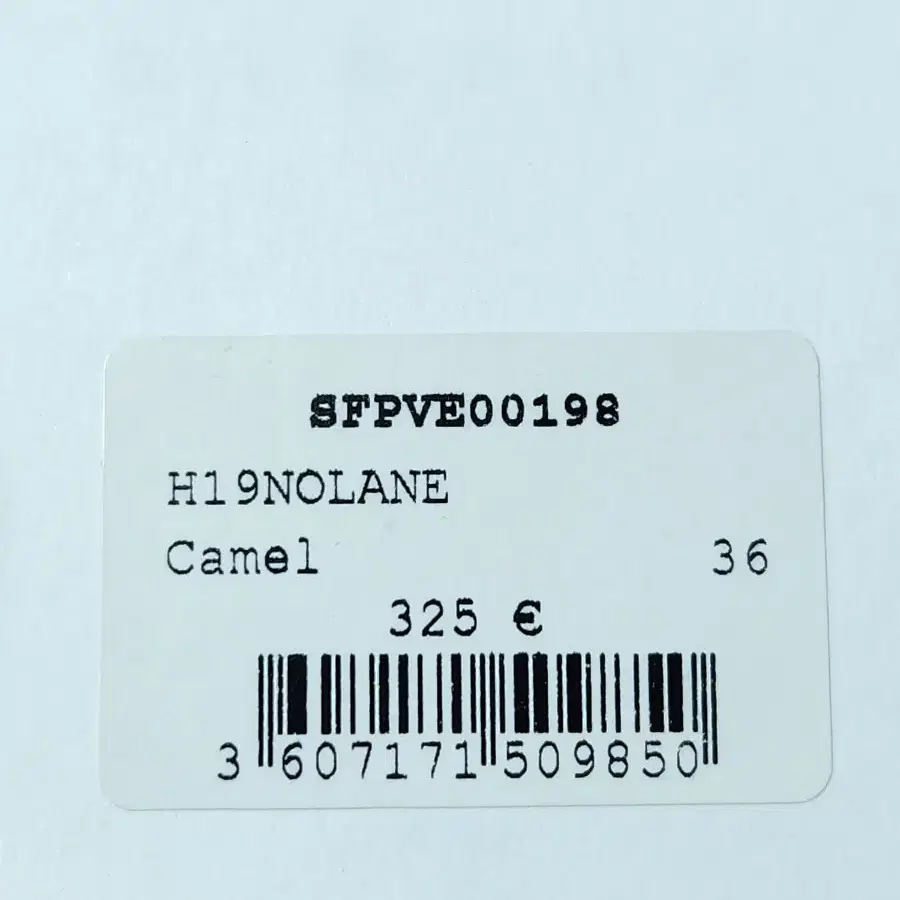 SFPVE00198
H19NOLANE
Camel 36
325 €
3 607171 509850